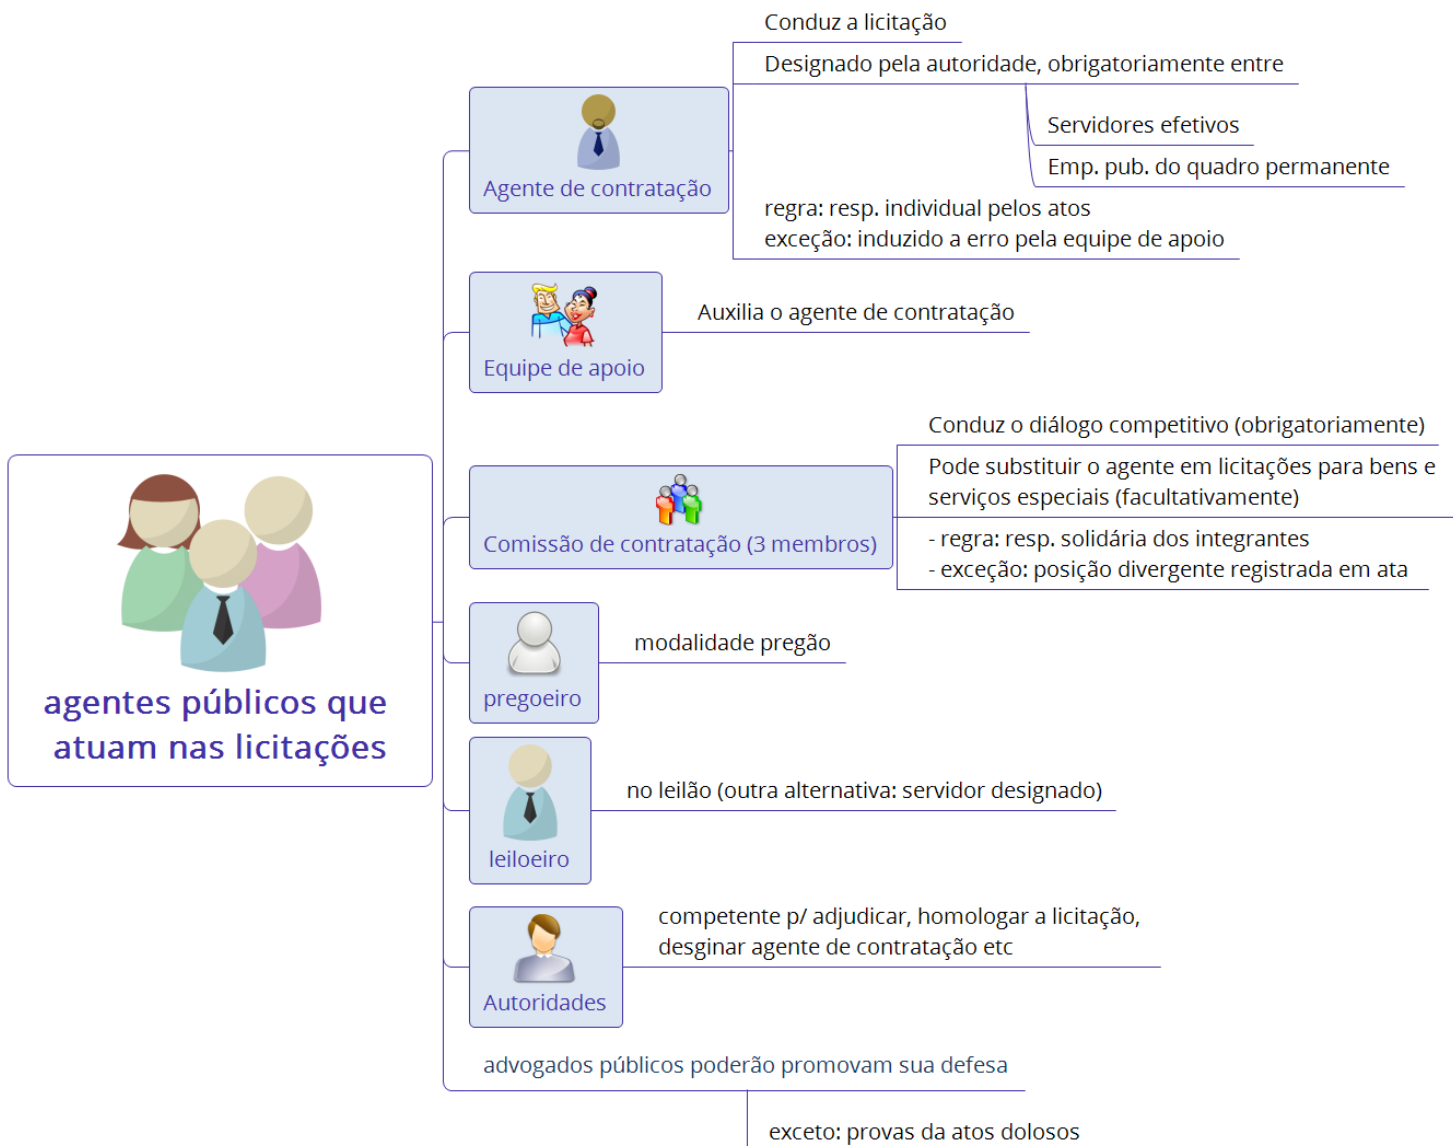 agentes públicos que
atuam nas licitações
Agente de contratação
Conduz a licitação
Designado pela autoridade, obrigatoriamente entre
Servidores efetivos
Emp. pub. do quadro permanente
regra: resp. individual pelos atos
exceção: induzido a erro pela equipe de apoio
Equipe de apoio
Auxilia o agente de contratação
Comissão de contratação (3 membros)
Conduz o diálogo competitivo (obrigatoriamente)
Pode substituir o agente em licitações para bens e
serviços especiais (facultativamente)
- regra: resp. solidária dos integrantes
- exceção: posição divergente registrada em ata
pregoeiro
modalidade pregão
leiloeiro
no leilão (outra alternativa: servidor designado)
Autoridades
competente p/ adjudicar, homologar a licitação,
desginar agente de contratação etc
advogados públicos poderão promovam sua defesa
exceto: provas da atos dolosos